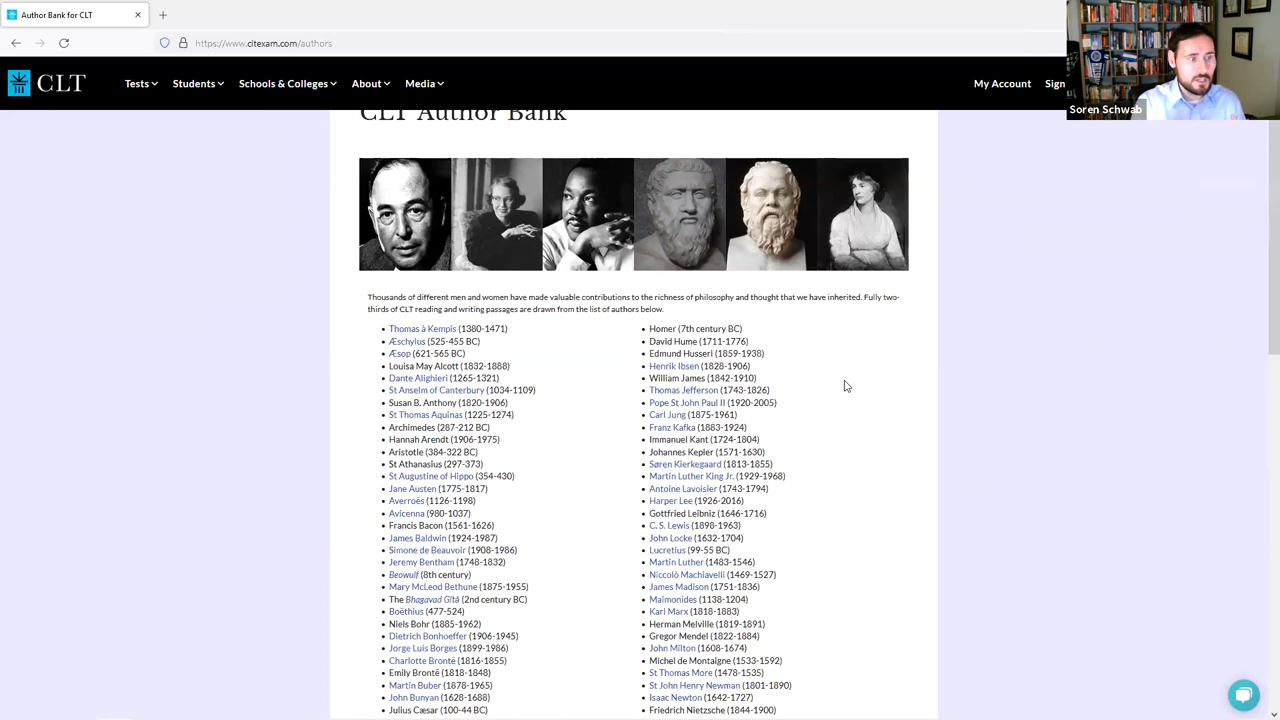 Author Bank for CLT
https://www.cltexam.com/authors
CLT
Tests
Students
Schools & Colleges
About
Media
My Account
Sign
Soren Schwab
CLT Author Bank
Thousands of different men and women have made valuable contributions to the richness of philosophy and thought that we have inherited. Fully two-
thirds of CLT reading and writing passages are drawn from the list of authors below.
Thomas à Kempis (1380-1471)
Æschylus (525-455 BC)
Æsop (621-565 BC)
Louisa May Alcott (1832-1888)
Dante Alighieri (1265-1321)
St Anselm of Canterbury (1034-1109)
Susan B. Anthony (1820-1906)
St Thomas Aquinas (1225-1274)
Archimedes (287-212 BC)
Hannah Arendt (1906-1975)
Aristotle (384-322 BC)
St Athanasius (297-373)
St Augustine of Hippo (354-430)
Jane Austen (1775-1817)
Averroës (1126-1198)
Avicenna (980-1037)
Francis Bacon (1561-1626)
James Baldwin (1924-1987)
Simone de Beauvoir (1908-1986)
Jeremy Bentham (1748-1832)
Beowulf (8th century)
Mary McLeod Bethune (1875-1955)
The Bhagavad Gîtâ (2nd century BC)
Boëthius (477-524)
Niels Bohr (1885-1962)
Dietrich Bonhoeffer (1906-1945)
Jorge Luis Borges (1899-1986)
Charlotte Brontë (1816-1855)
Emily Brontë (1818-1848)
Martin Buber (1878-1965)
John Bunyan (1628-1688)
Julius Cæsar (100-44 BC)
Homer (7th century BC)
David Hume (1711-1776)
Edmund Husserl (1859-1938)
Henrik Ibsen (1828-1906)
William James (1842-1910)
Thomas Jefferson (1743-1826)
Pope St John Paul II (1920-2005)
Carl Jung (1875-1961)
Franz Kafka (1883-1924)
Immanuel Kant (1724-1804)
Johannes Kepler (1571-1630)
Søren Kierkegaard (1813-1855)
Martin Luther King Jr. (1929-1968)
Antoine Lavoisier (1743-1794)
Harper Lee (1926-2016)
Gottfried Leibniz (1646-1716)
C. S. Lewis (1898-1963)
John Locke (1632-1704)
Lucretius (99-55 BC)
Martin Luther (1483-1546)
Niccolò Machiavelli (1469-1527)
James Madison (1751-1836)
Maimonides (1138-1204)
Karl Marx (1818-1883)
Herman Melville (1819-1891)
Gregor Mendel (1822-1884)
John Milton (1608-1674)
Michel de Montaigne (1533-1592)
St Thomas More (1478-1535)
St John Henry Newman (1801-1890)
Isaac Newton (1642-1727)
Friedrich Nietzsche (1844-1900)